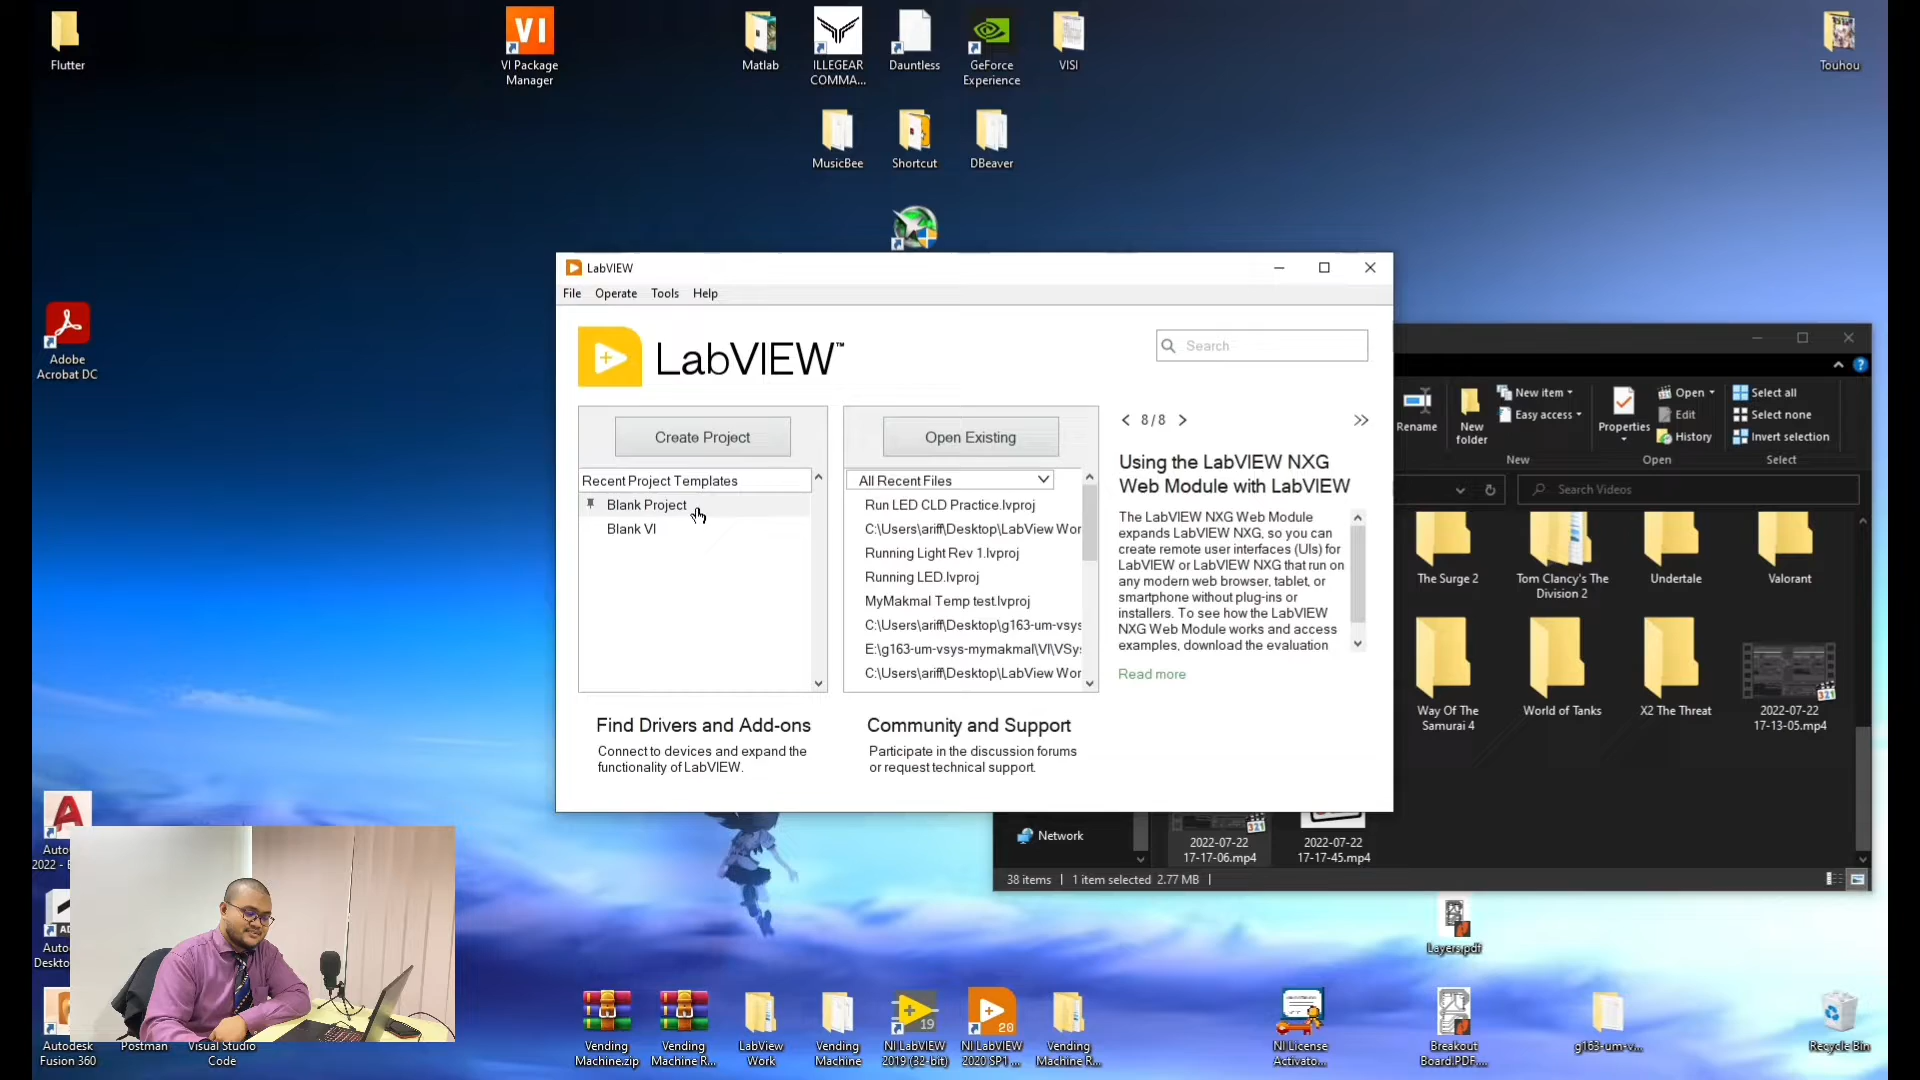 Flutter
VI Package
Manager
Matlab
ILLEGEAR
COMMA...
Dauntless
GeForce
Experience
VISI
Touhou
MusicBee
Shortcut
DBeaver
Adobe
Acrobat DC
LabVIEW
File Operate Tools Help
LabVIEW™
Search
Create Project
Recent Project Templates
Blank Project
Blank VI
Open Existing
All Recent Files
Run LED CLD Practice.lvproj
C:\Users\ariff\Desktop\LabView Wor
Running Light Rev 1.lvproj
Running LED.lvproj
MyMakmal Temp test.lvproj
C:\Users\ariff\Desktop\g163-um-vsys
E:\g163-um-vsys-mymakmal\VI\VSy
C:\Users\ariff\Desktop\LabView Wor
8/8
Using the LabVIEW NXG
Web Module with LabVIEW
The LabVIEW NXG Web Module
expands LabVIEW NXG, so you can
create remote user interfaces (UIs) for
LabVIEW or LabVIEW NXG that run on
any modern web browser, tablet, or
smartphone without plug-ins or
installers. To see how the LabVIEW
NXG Web Module works and access
examples, download the evaluation
Read more
Find Drivers and Add-ons
Connect to devices and expand the
functionality of LabVIEW.
Community and Support
Participate in the discussion forums
or request technical support.
Rename
New
folder
New item
Easy access
New
Properties
Open
Edit
History
Open
Select all
Select none
Invert selection
Select
Search Videos
The Surge 2
Tom Clancy's The
Division 2
Undertale
Valorant
Way Of The
Samurai 4
World of Tanks
X2 The Threat
2022-07-22
17-13-05.mp4
Network
2022-07-22
17-17-06.mp4
2022-07-22
17-17-45.mp4
38 items
1 item selected 2.77 MB
Layers.pdf
Auto
2022 - E
Auto
Deskto
Autodesk
Fusion 360
Postman
Visual Studio
Code
Vending
Machine.zip
Vending
Machine R...
LabView
Work
Vending
Machine
19
NI LabVIEW
2019 (32-bit)
20
NI LabVIEW
2020 SP1 ...
Vending
Machine R...
NI License
Activato...
Breakout
Board.PDF....
g163-um-v...
Recycle Bin